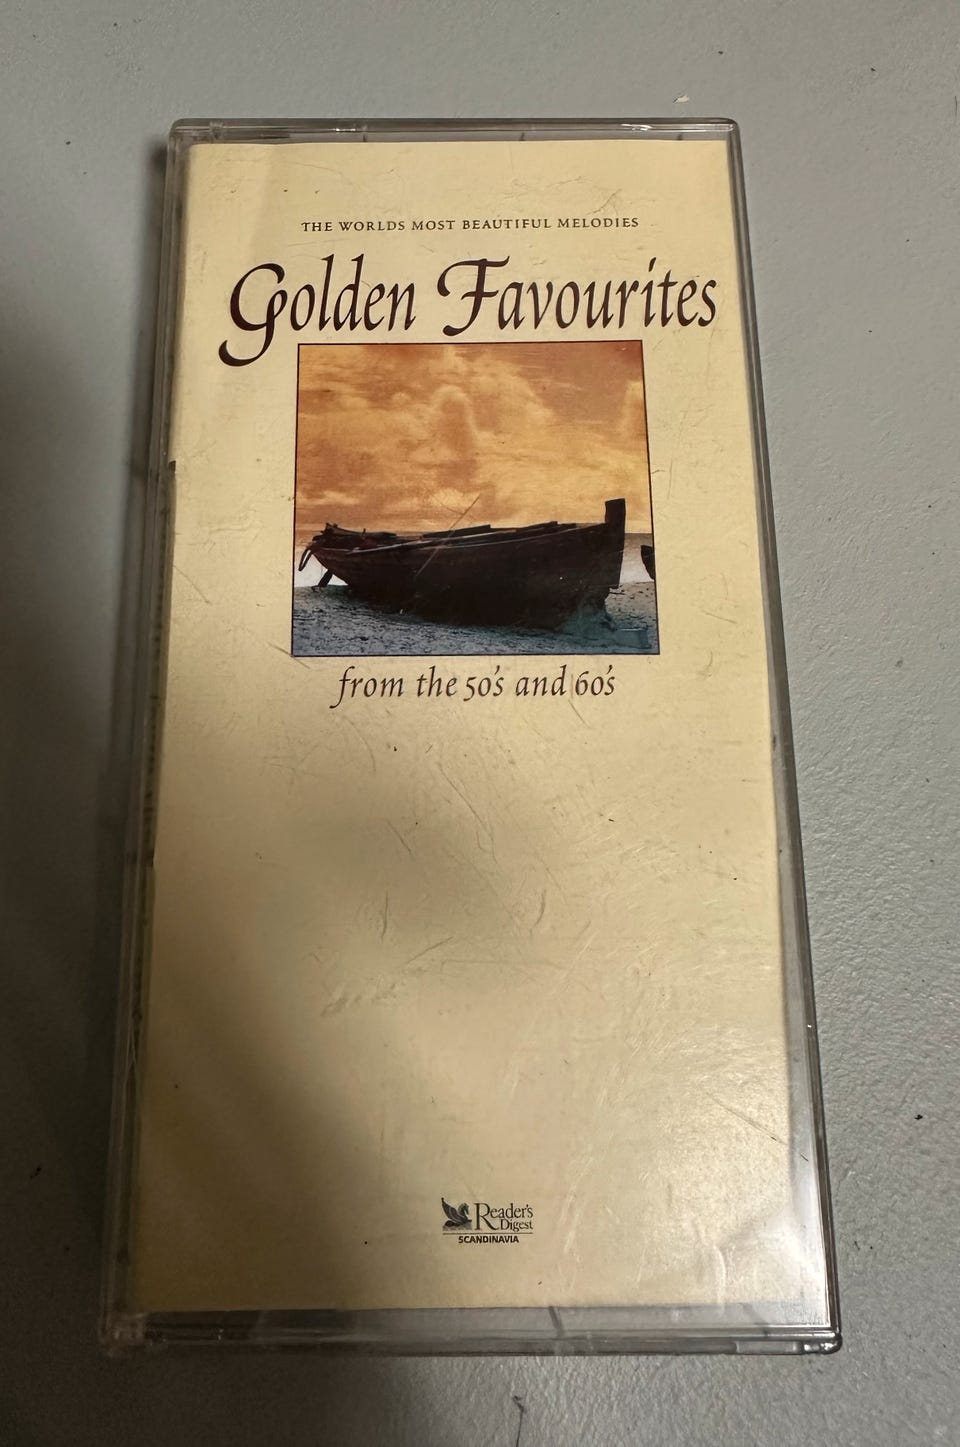 THE WORLDS MOST BEAUTIFUL MELODIES
Golden Favourites
from the 50's and 60's
Reader's
Digest
SCANDINAVIA